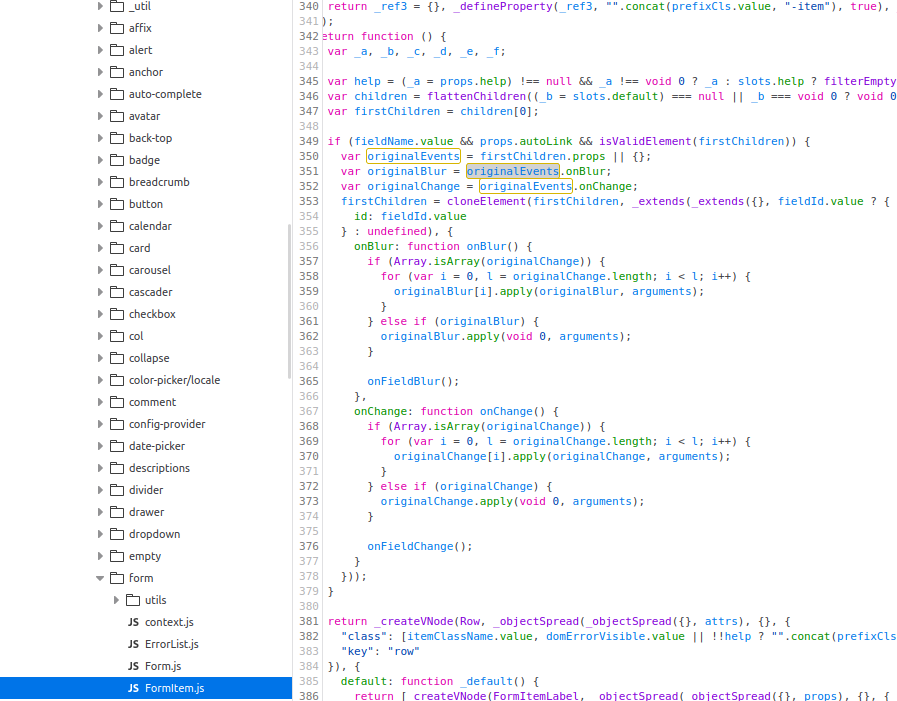 _util
affix
alert
anchor
auto-complete
avatar
back-top
badge
breadcrumb
button
calendar
card
carousel
cascader
checkbox
col
collapse
color-picker/locale
comment
config-provider
date-picker
descriptions
divider
drawer
dropdown
empty
form
utils
JS context.js
JS ErrorList.js
JS Form.js
JS FormItem.js
340 return _ref3 = {}, _defineProperty(_ref3, "".concat(prefixCls.value, "-item"), true),
341 );
342 eturn function () {
343 var _a, _b, _c, _d, _e, _f;
344
345 var help = (_a = props.help) !== null && _a !== void 0 ? _a : slots.help ? filterEmpty
346 var children = flattenChildren((_b = slots.default) === null || _b === void 0 ? void 0
347 var firstChildren = children[0];
348
349 if (fieldName.value && props.autoLink && isValidElement(firstChildren)) {
350 var originalEvents = firstChildren.props || {};
351 var originalBlur = originalEvents.onBlur;
352 var originalChange = originalEvents.onChange;
353 firstChildren = cloneElement(firstChildren, _extends(_extends({}, fieldId.value ? {
354 id: fieldId.value
355 } : undefined), {
356 onBlur: function onBlur() {
357 if (Array.isArray(originalChange)) {
358 for (var i = 0, l = originalChange.length; i < l; i++) {
359 originalBlur[i].apply(originalBlur, arguments);
360 }
361 } else if (originalBlur) {
362 originalBlur.apply(void 0, arguments);
363 }
364
365 onFieldBlur();
366 },
367 onChange: function onChange() {
368 if (Array.isArray(originalChange)) {
369 for (var i = 0, l = originalChange.length; i < l; i++) {
370 originalChange[i].apply(originalChange, arguments);
371 }
372 } else if (originalChange) {
373 originalChange.apply(void 0, arguments);
374 }
375
376 onFieldChange();
377 }
378 }));
379 }
380
381 return _createVNode(Row, _objectSpread(_objectSpread({}, attrs), {}, {
382 "class": [itemClassName.value, domErrorVisible.value || !!help ? "".concat(prefixCls
383 "key": "row"
384 }), {
385 default: function _default() {
386 return [_createVNode(FormItemLabel, _objectSpread(_objectSpread({}, props), {}, {